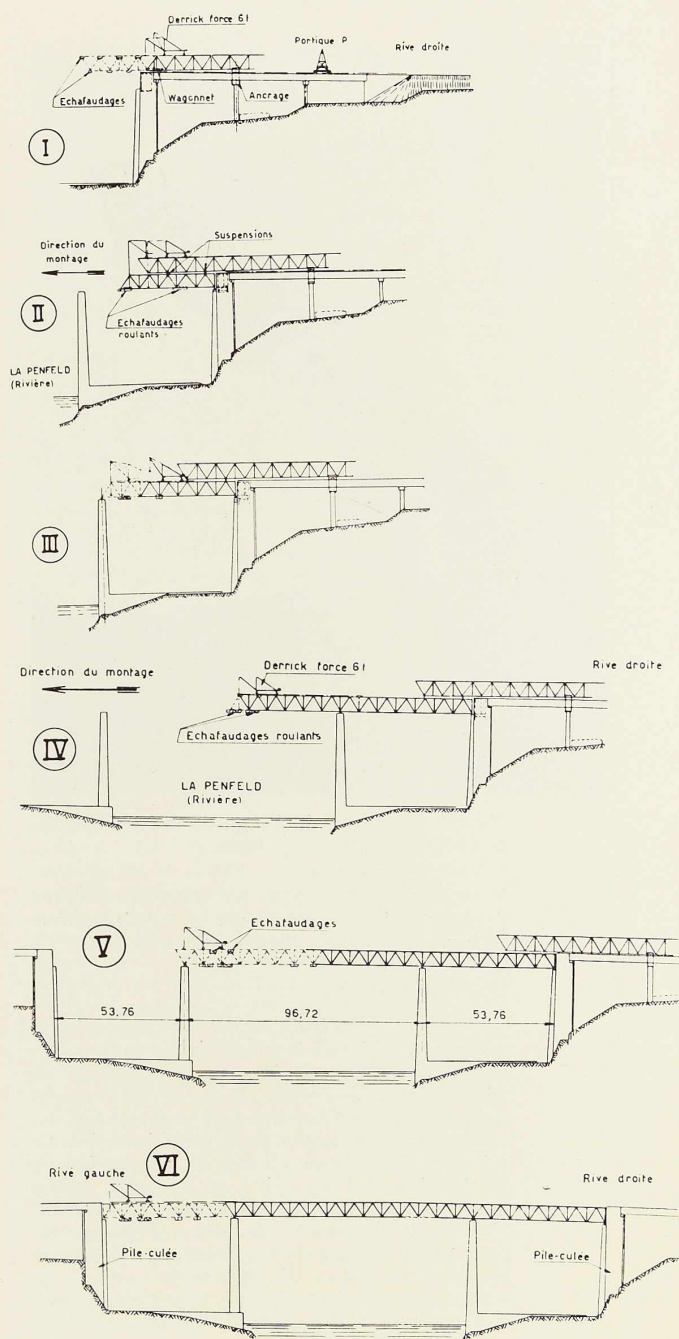 Derrick force 6t
Portique P
Rive droite
Echafaudages
Wagonnet
Ancrage
I
Direction du
montage
Suspensions
II
Echafaudages
roulants
LA PENFELD
(Rivière)
III
Direction du montage
Derrick force 6t
Rive droite
IV
Echafaudages roulants
LA PENFELD
(Rivière)
V
Echafaudages
53,76
96,72
53,76
Rive gauche
VI
Rive droite
Pile-culée
Pile-culée